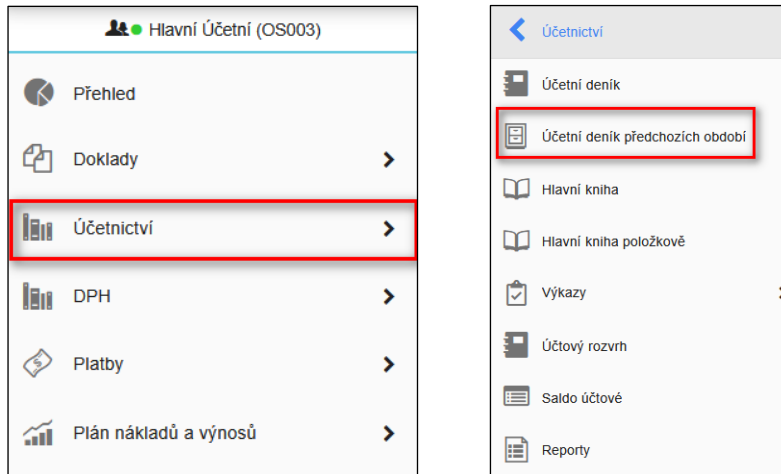 Hlavní Účetní (OS003)
Přehled
Doklady
Účetnictví
DPH
Platby
Plán nákladů a výnosů
Účetnictví
Účetní deník
Účetní deník předchozích období
Hlavní kniha
Hlavní kniha položkově
Výkazy
Účtový rozvrh
Saldo účtové
Reporty